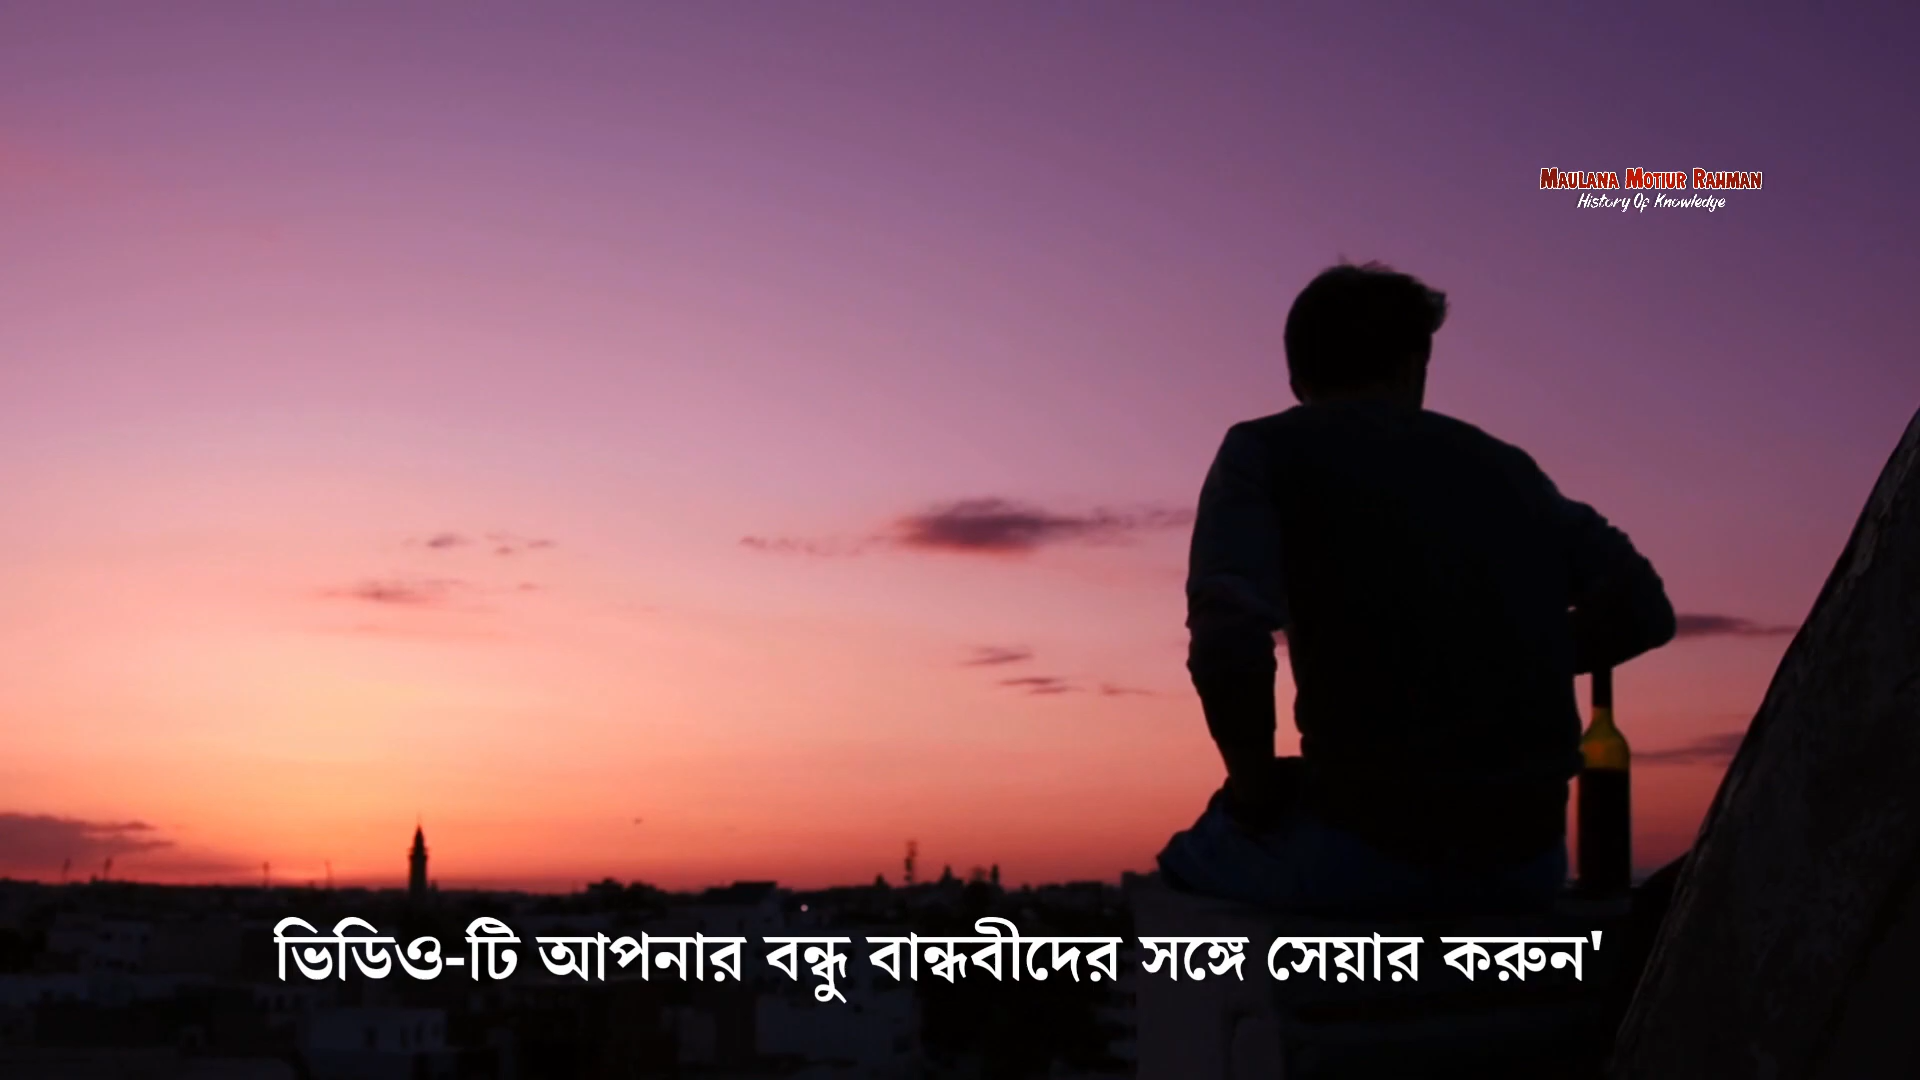 MAULANA MOTIUR RAHMAN
History Of Knowledge
ভিডিও-টি আপনার বন্ধু বান্ধবীদের সঙ্গে সেয়ার করুন'